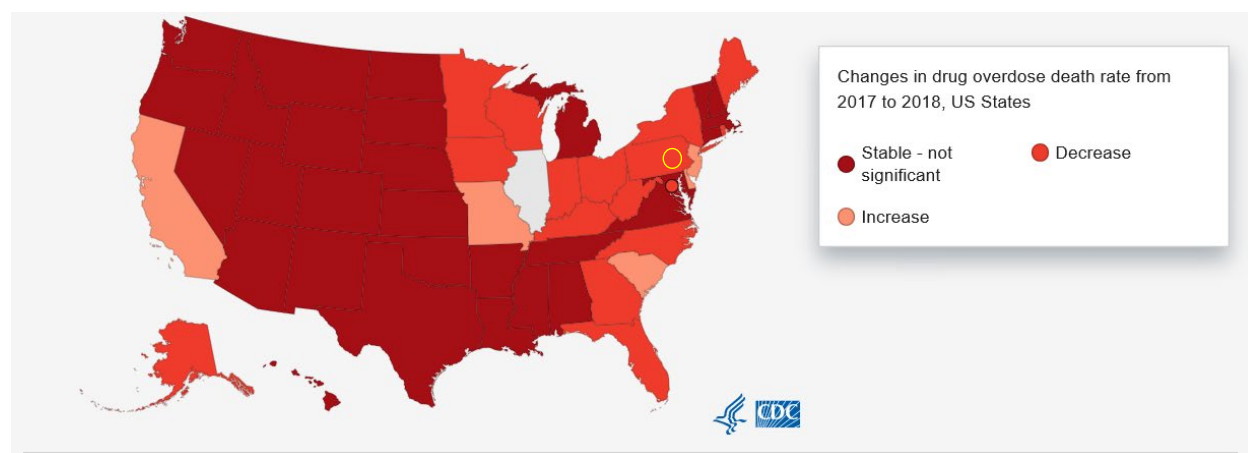 Changes in drug overdose death rate from
2017 to 2018, US States
Stable - not
significant
Decrease
Increase
CDC